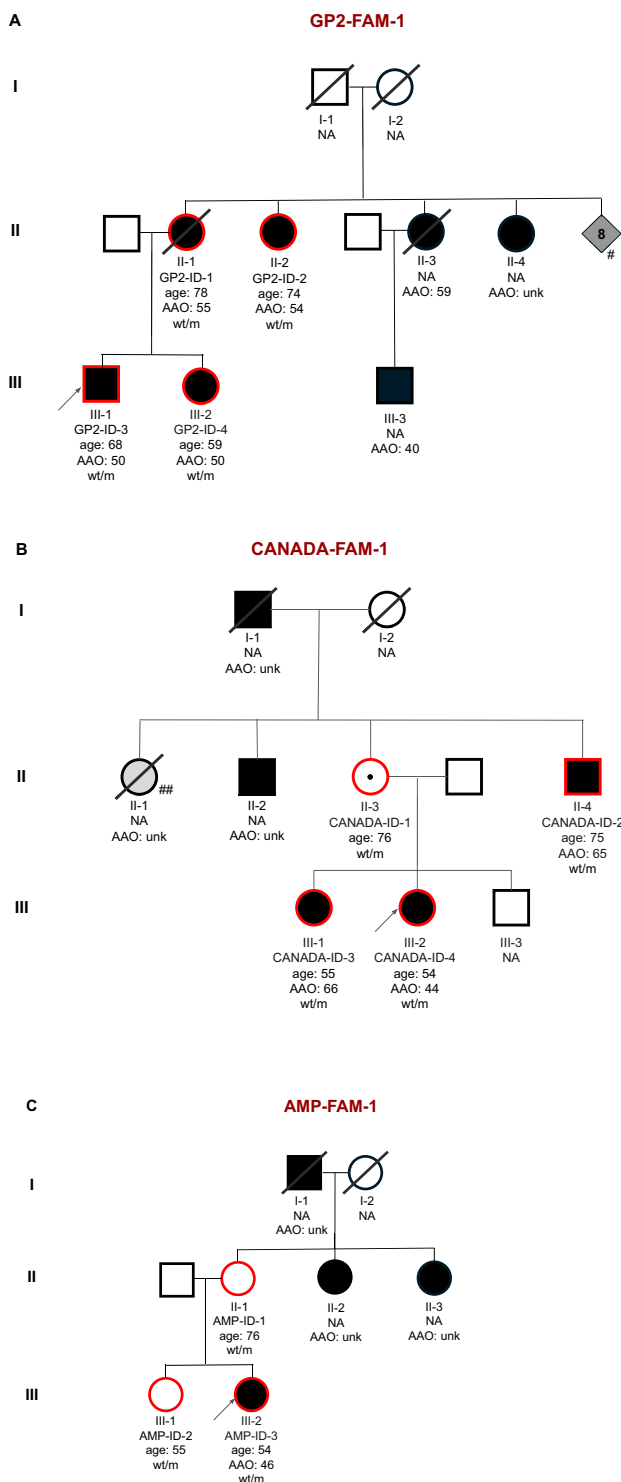 A
GP2-FAM-1
I
I-1
NA
I-2
NA
II
8
#
II-1
GP2-ID-1
age: 78
AAO: 55
wt/m
II-2
GP2-ID-2
age: 74
AAO: 54
wt/m
II-3
NA
AAO: 59
II-4
NA
AAO: unk
III
III-1
GP2-ID-3
age: 68
AAO: 50
wt/m
III-2
GP2-ID-4
age: 59
AAO: 50
wt/m
III-3
NA
AAO: 40
B
CANADA-FAM-1
I
I-1
NA
AAO: unk
I-2
NA
II
II-1
NA
AAO: unk
##
II-2
NA
AAO: unk
II-3
CANADA-ID-1
age: 76
wt/m
II-4
CANADA-ID-2
age: 75
AAO: 65
wt/m
III
III-1
CANADA-ID-3
age: 55
AAO: 66
wt/m
III-2
CANADA-ID-4
age: 54
AAO: 44
wt/m
III-3
NA
C
AMP-FAM-1
I
I-1
NA
AAO: unk
I-2
NA
II
II-1
AMP-ID-1
age: 76
wt/m
II-2
NA
AAO: unk
II-3
NA
AAO: unk
III
III-1
AMP-ID-2
age: 55
wt/m
III-2
AMP-ID-3
age: 54
AAO: 46
wt/m